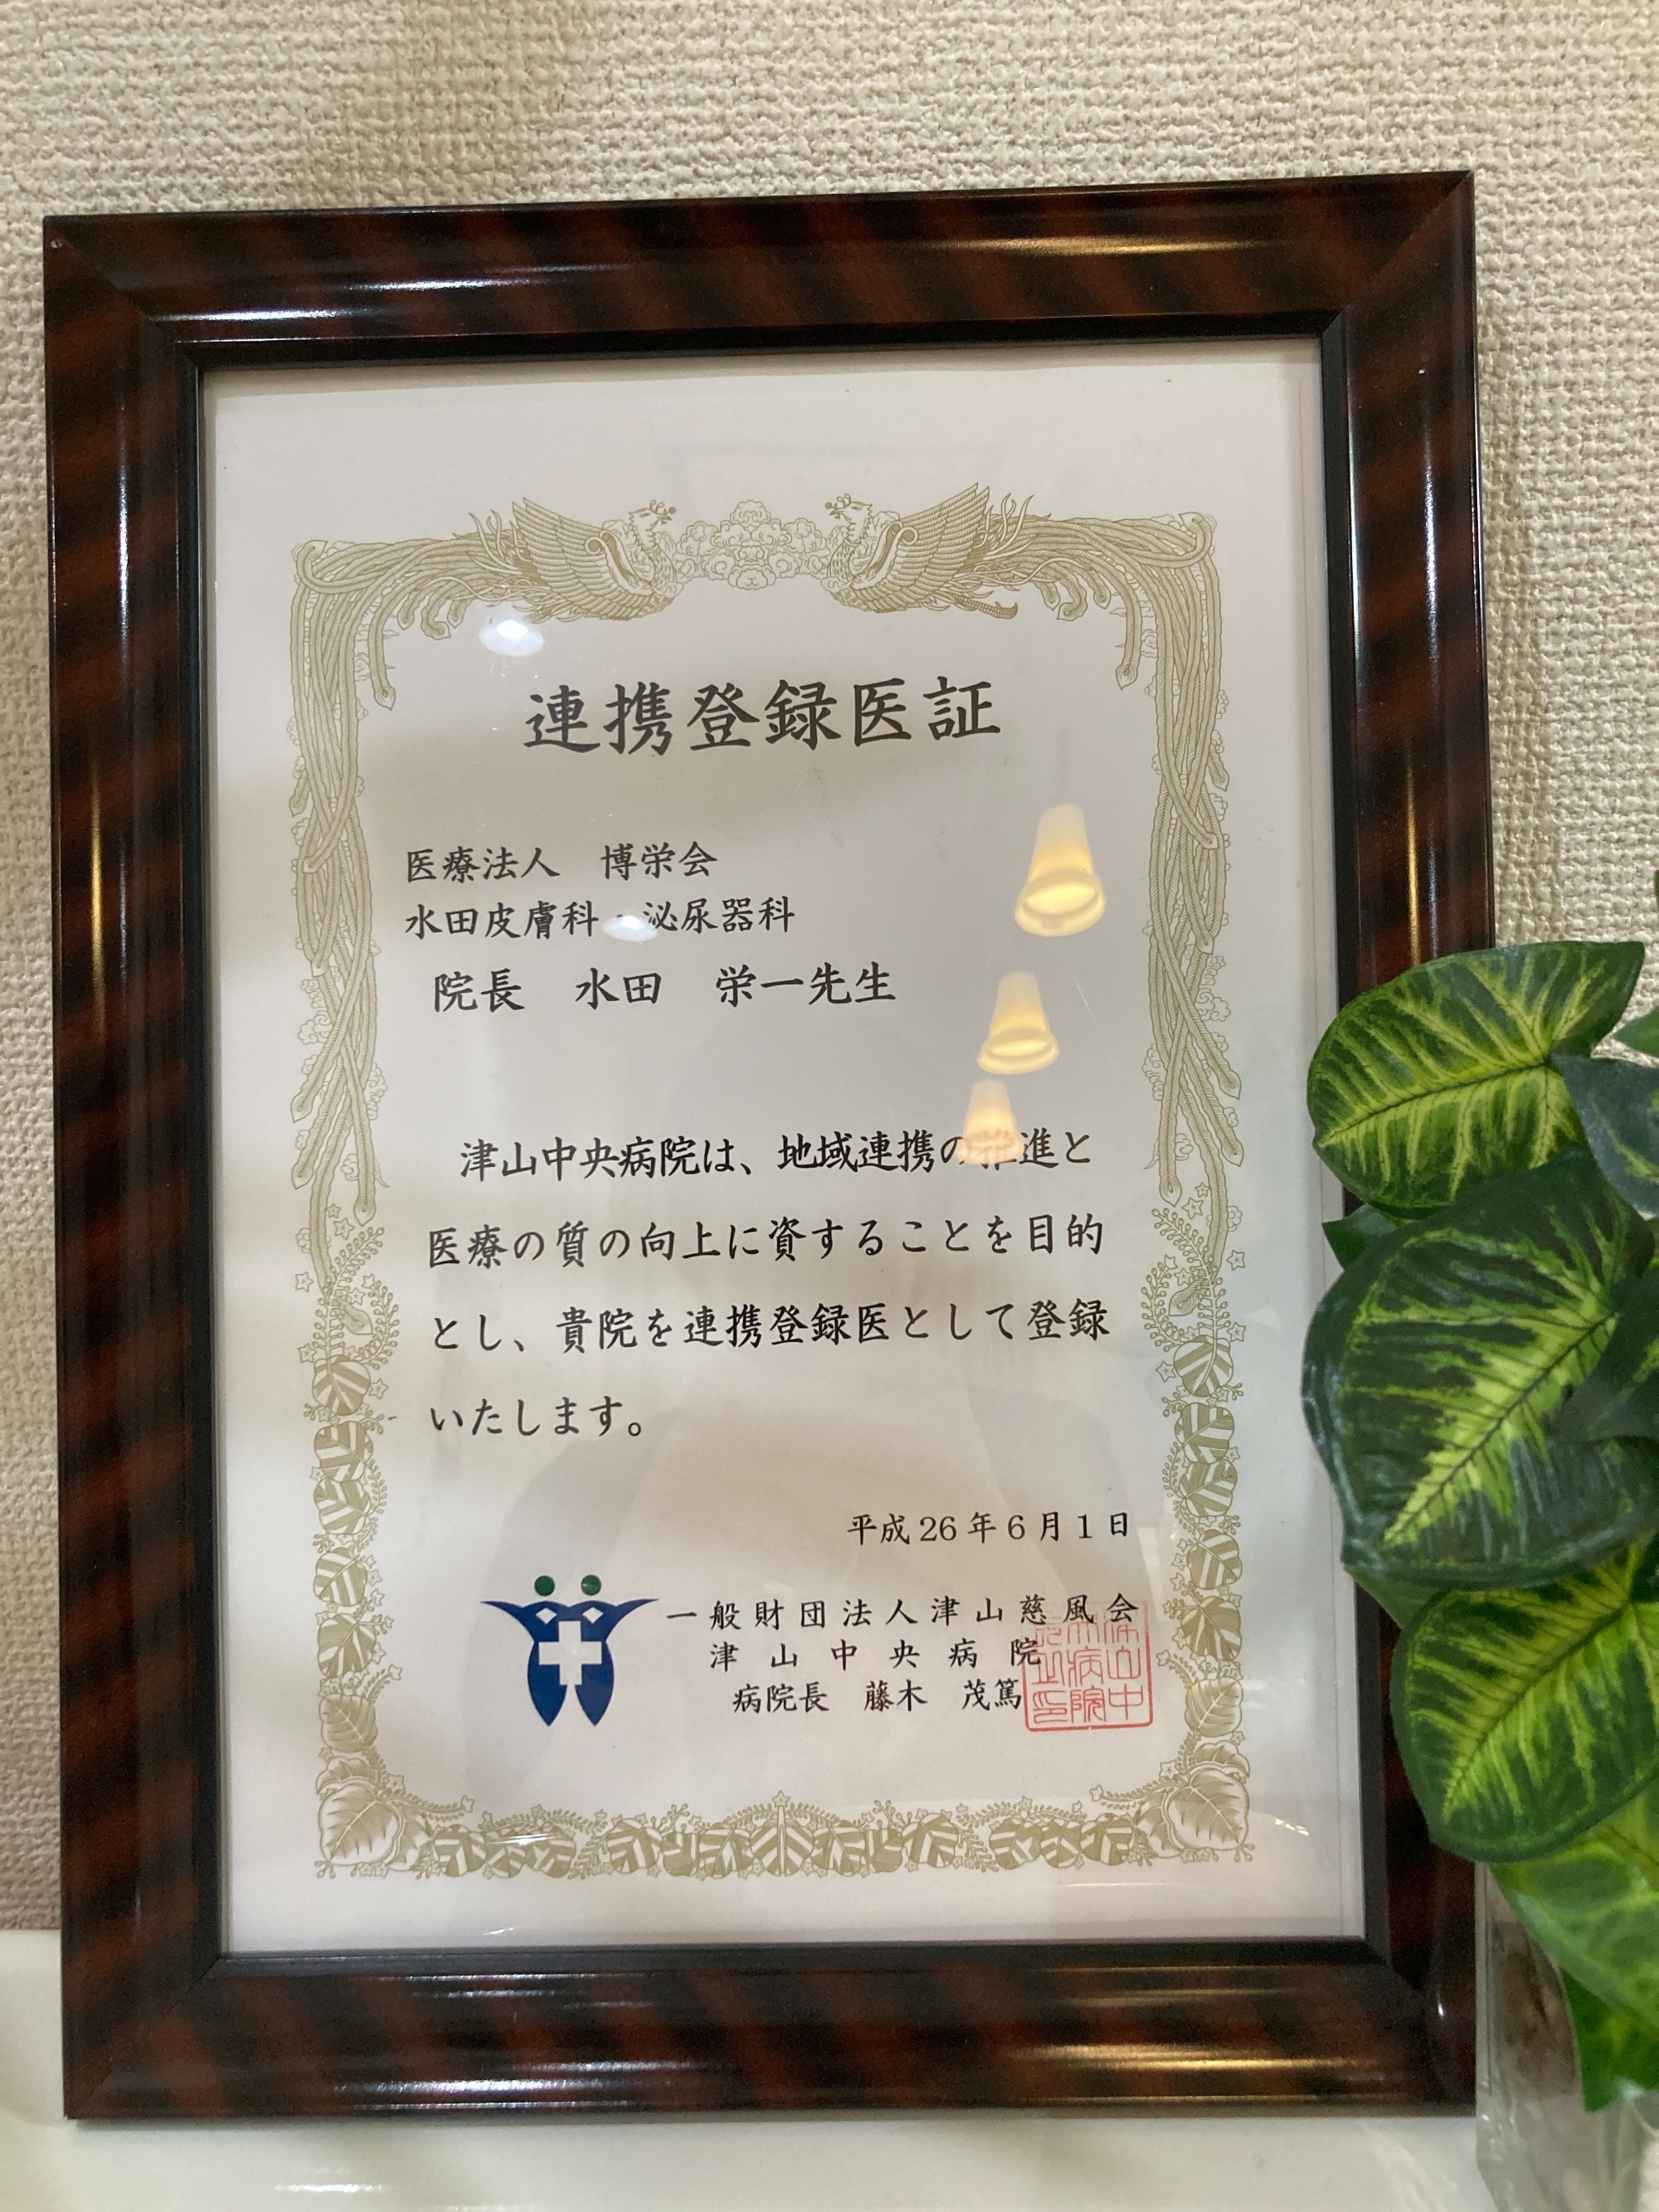 連携登録医証
医療法人　博栄会
水田皮膚科・泌尿器科
院長　水田　栄一先生
津山中央病院は、地域連携の推進と
医療の質の向上に資することを目的
とし、貴院を連携登録医として登録
いたします。
平成26年6月1日
一般財団法人津山慈風会
津山中央病院
病院長　藤木　茂篤